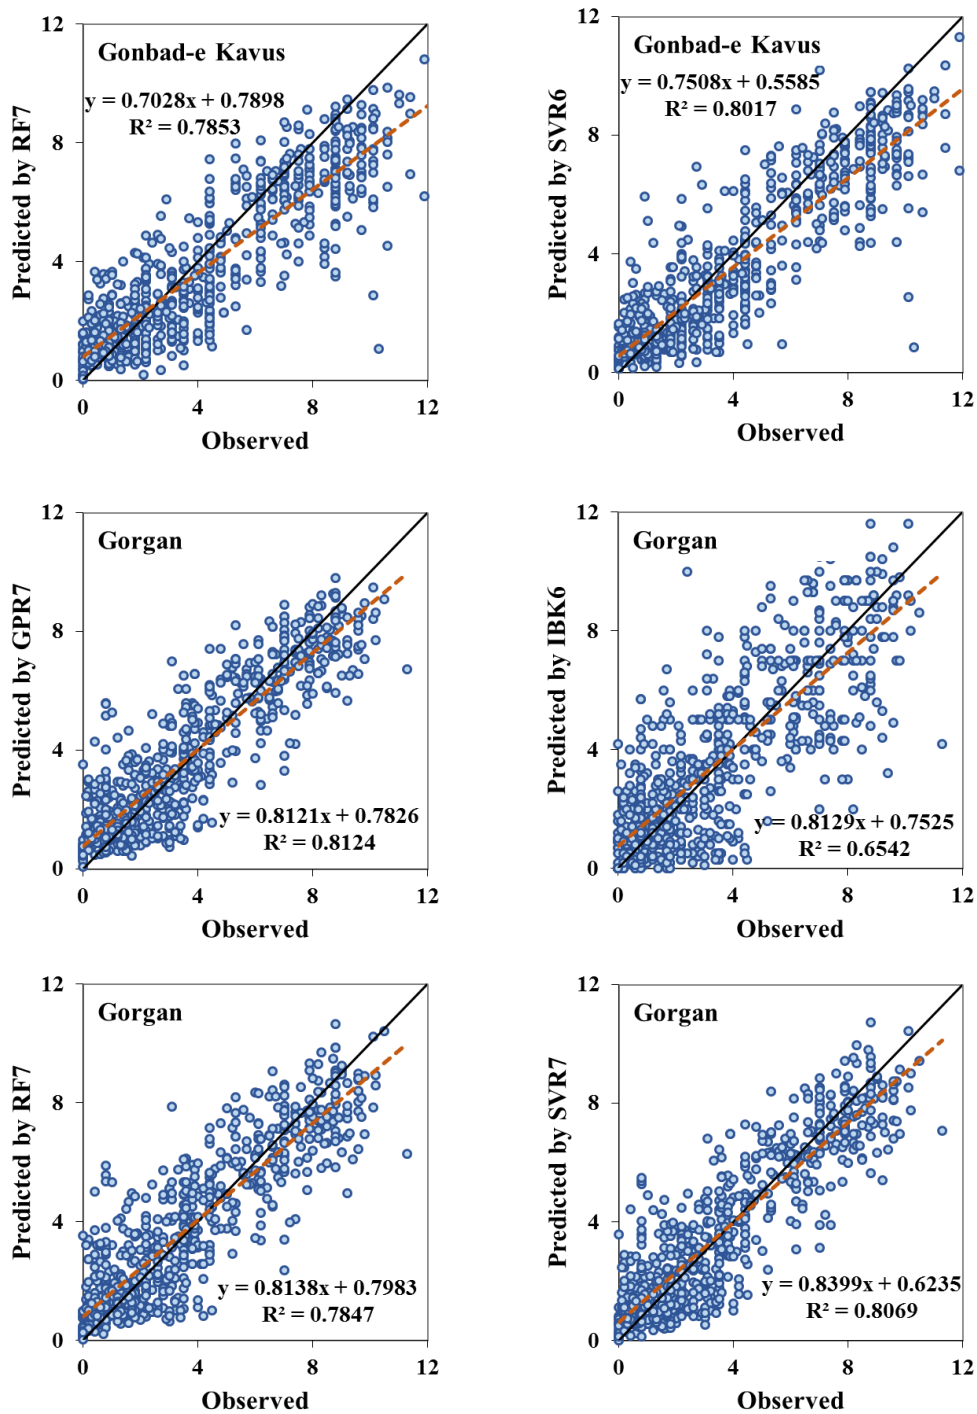 12
8
4
0
Predicted by RF7
Gonbad-e Kavus
y = 0.7028x + 0.7898
R² = 0.7853
0 4 8 12
Observed
12
8
4
0
Predicted by SVR6
Gonbad-e Kavus
y = 0.7508x + 0.5585
R² = 0.8017
0 4 8 12
Observed
12
8
4
0
Predicted by GPR7
Gorgan
y = 0.8121x + 0.7826
R² = 0.8124
0 4 8 12
Observed
12
8
4
0
Predicted by IBK6
Gorgan
y = 0.8129x + 0.7525
R² = 0.6542
0 4 8 12
Observed
12
8
4
0
Predicted by RF7
Gorgan
y = 0.8138x + 0.7983
R² = 0.7847
0 4 8 12
Observed
12
8
4
0
Predicted by SVR7
Gorgan
y = 0.8399x + 0.6235
R² = 0.8069
0 4 8 12
Observed